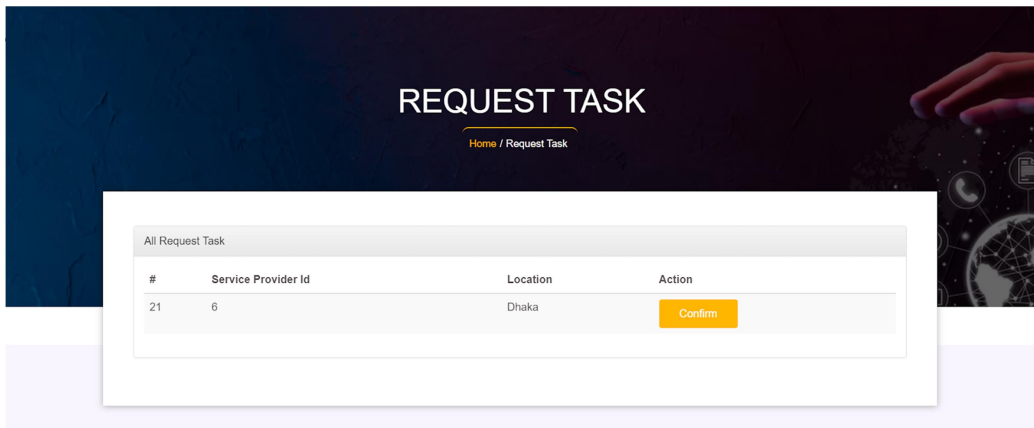 REQUEST TASK
Home / Request Task
All Request Task
# Service Provider Id Location Action
21 6 Dhaka Confirm